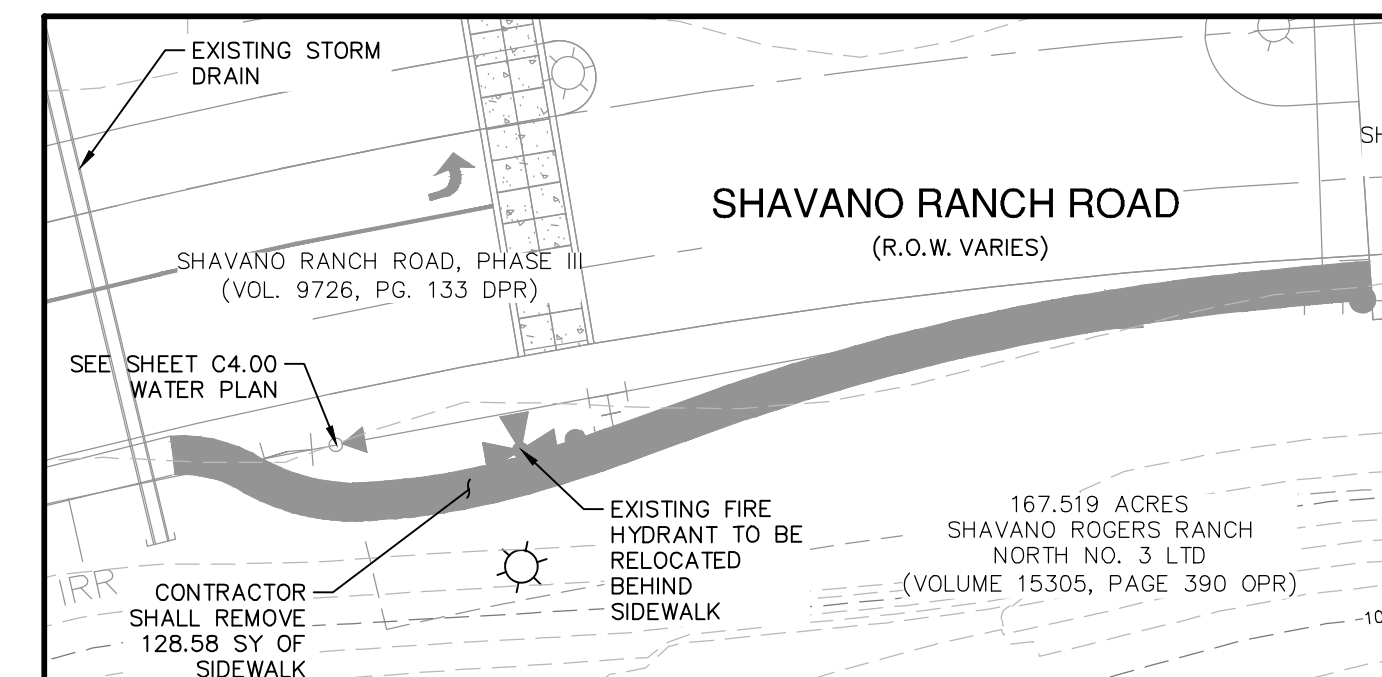 EXISTING STORM
DRAIN
SH
SHAVANO RANCH ROAD
(R.O.W. VARIES)
SHAVANO RANCH ROAD, PHASE III
(VOL. 9726, PG. 133 DPR)
SEE SHEET C4.00
WATER PLAN
EXISTING FIRE
HYDRANT TO BE
RELOCATED
BEHIND
SIDEWALK
167.519 ACRES
SHAVANO ROGERS RANCH
NORTH NO. 3 LTD
(VOLUME 15305, PAGE 390 OPR)
IRR
CONTRACTOR
SHALL REMOVE
128.58 SY OF
SIDEWALK
10